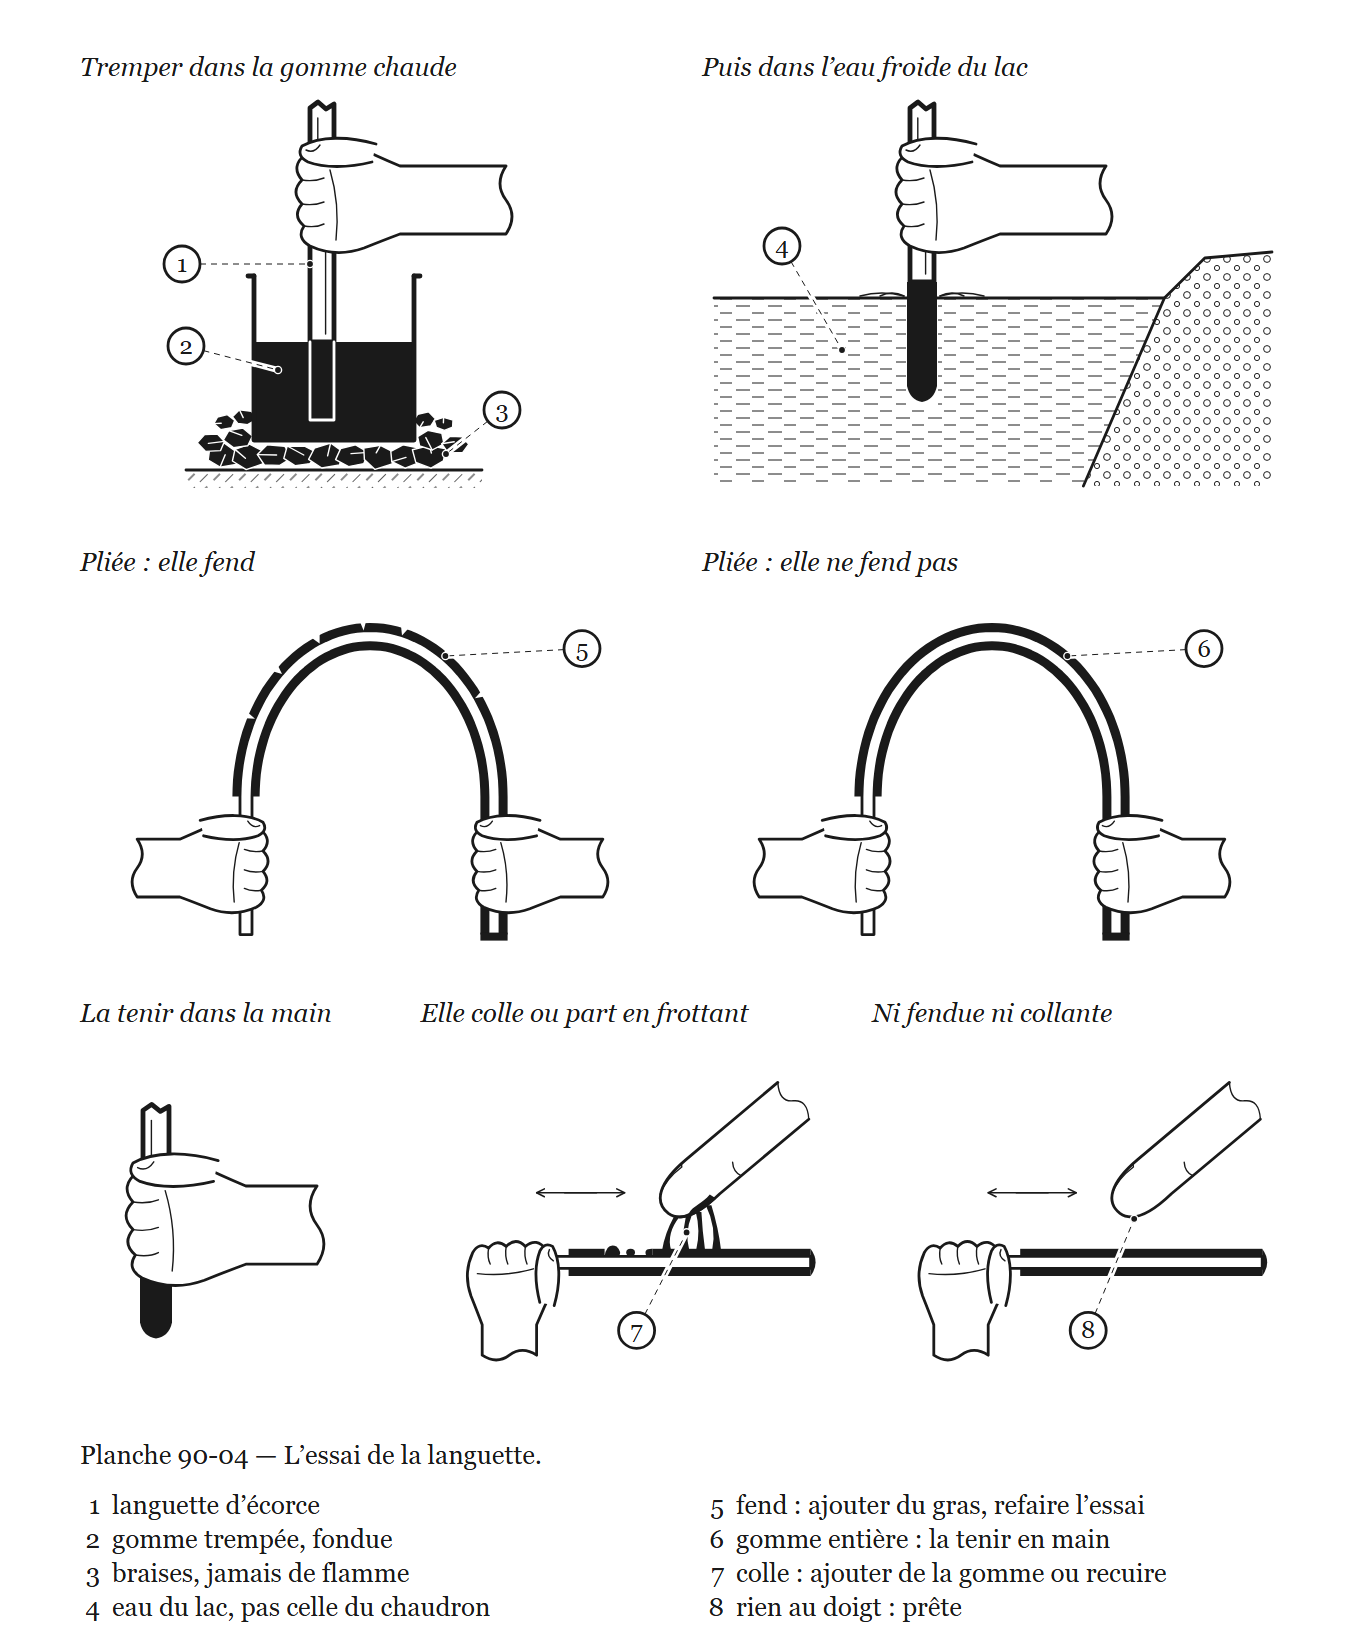 Tremper dans la gomme chaude
Puis dans l’eau froide du lac
1
2
3
4
Pliée : elle fend
Pliée : elle ne fend pas
5
6
La tenir dans la main
Elle colle ou part en frottant
Ni fendue ni collante
7
8
Planche 90-04 — L’essai de la languette.
1 languette d’écorce
2 gomme trempée, fondue
3 braises, jamais de flamme
4 eau du lac, pas celle du chaudron
5 fend : ajouter du gras, refaire l’essai
6 gomme entière : la tenir en main
7 colle : ajouter de la gomme ou recuire
8 rien au doigt : prête